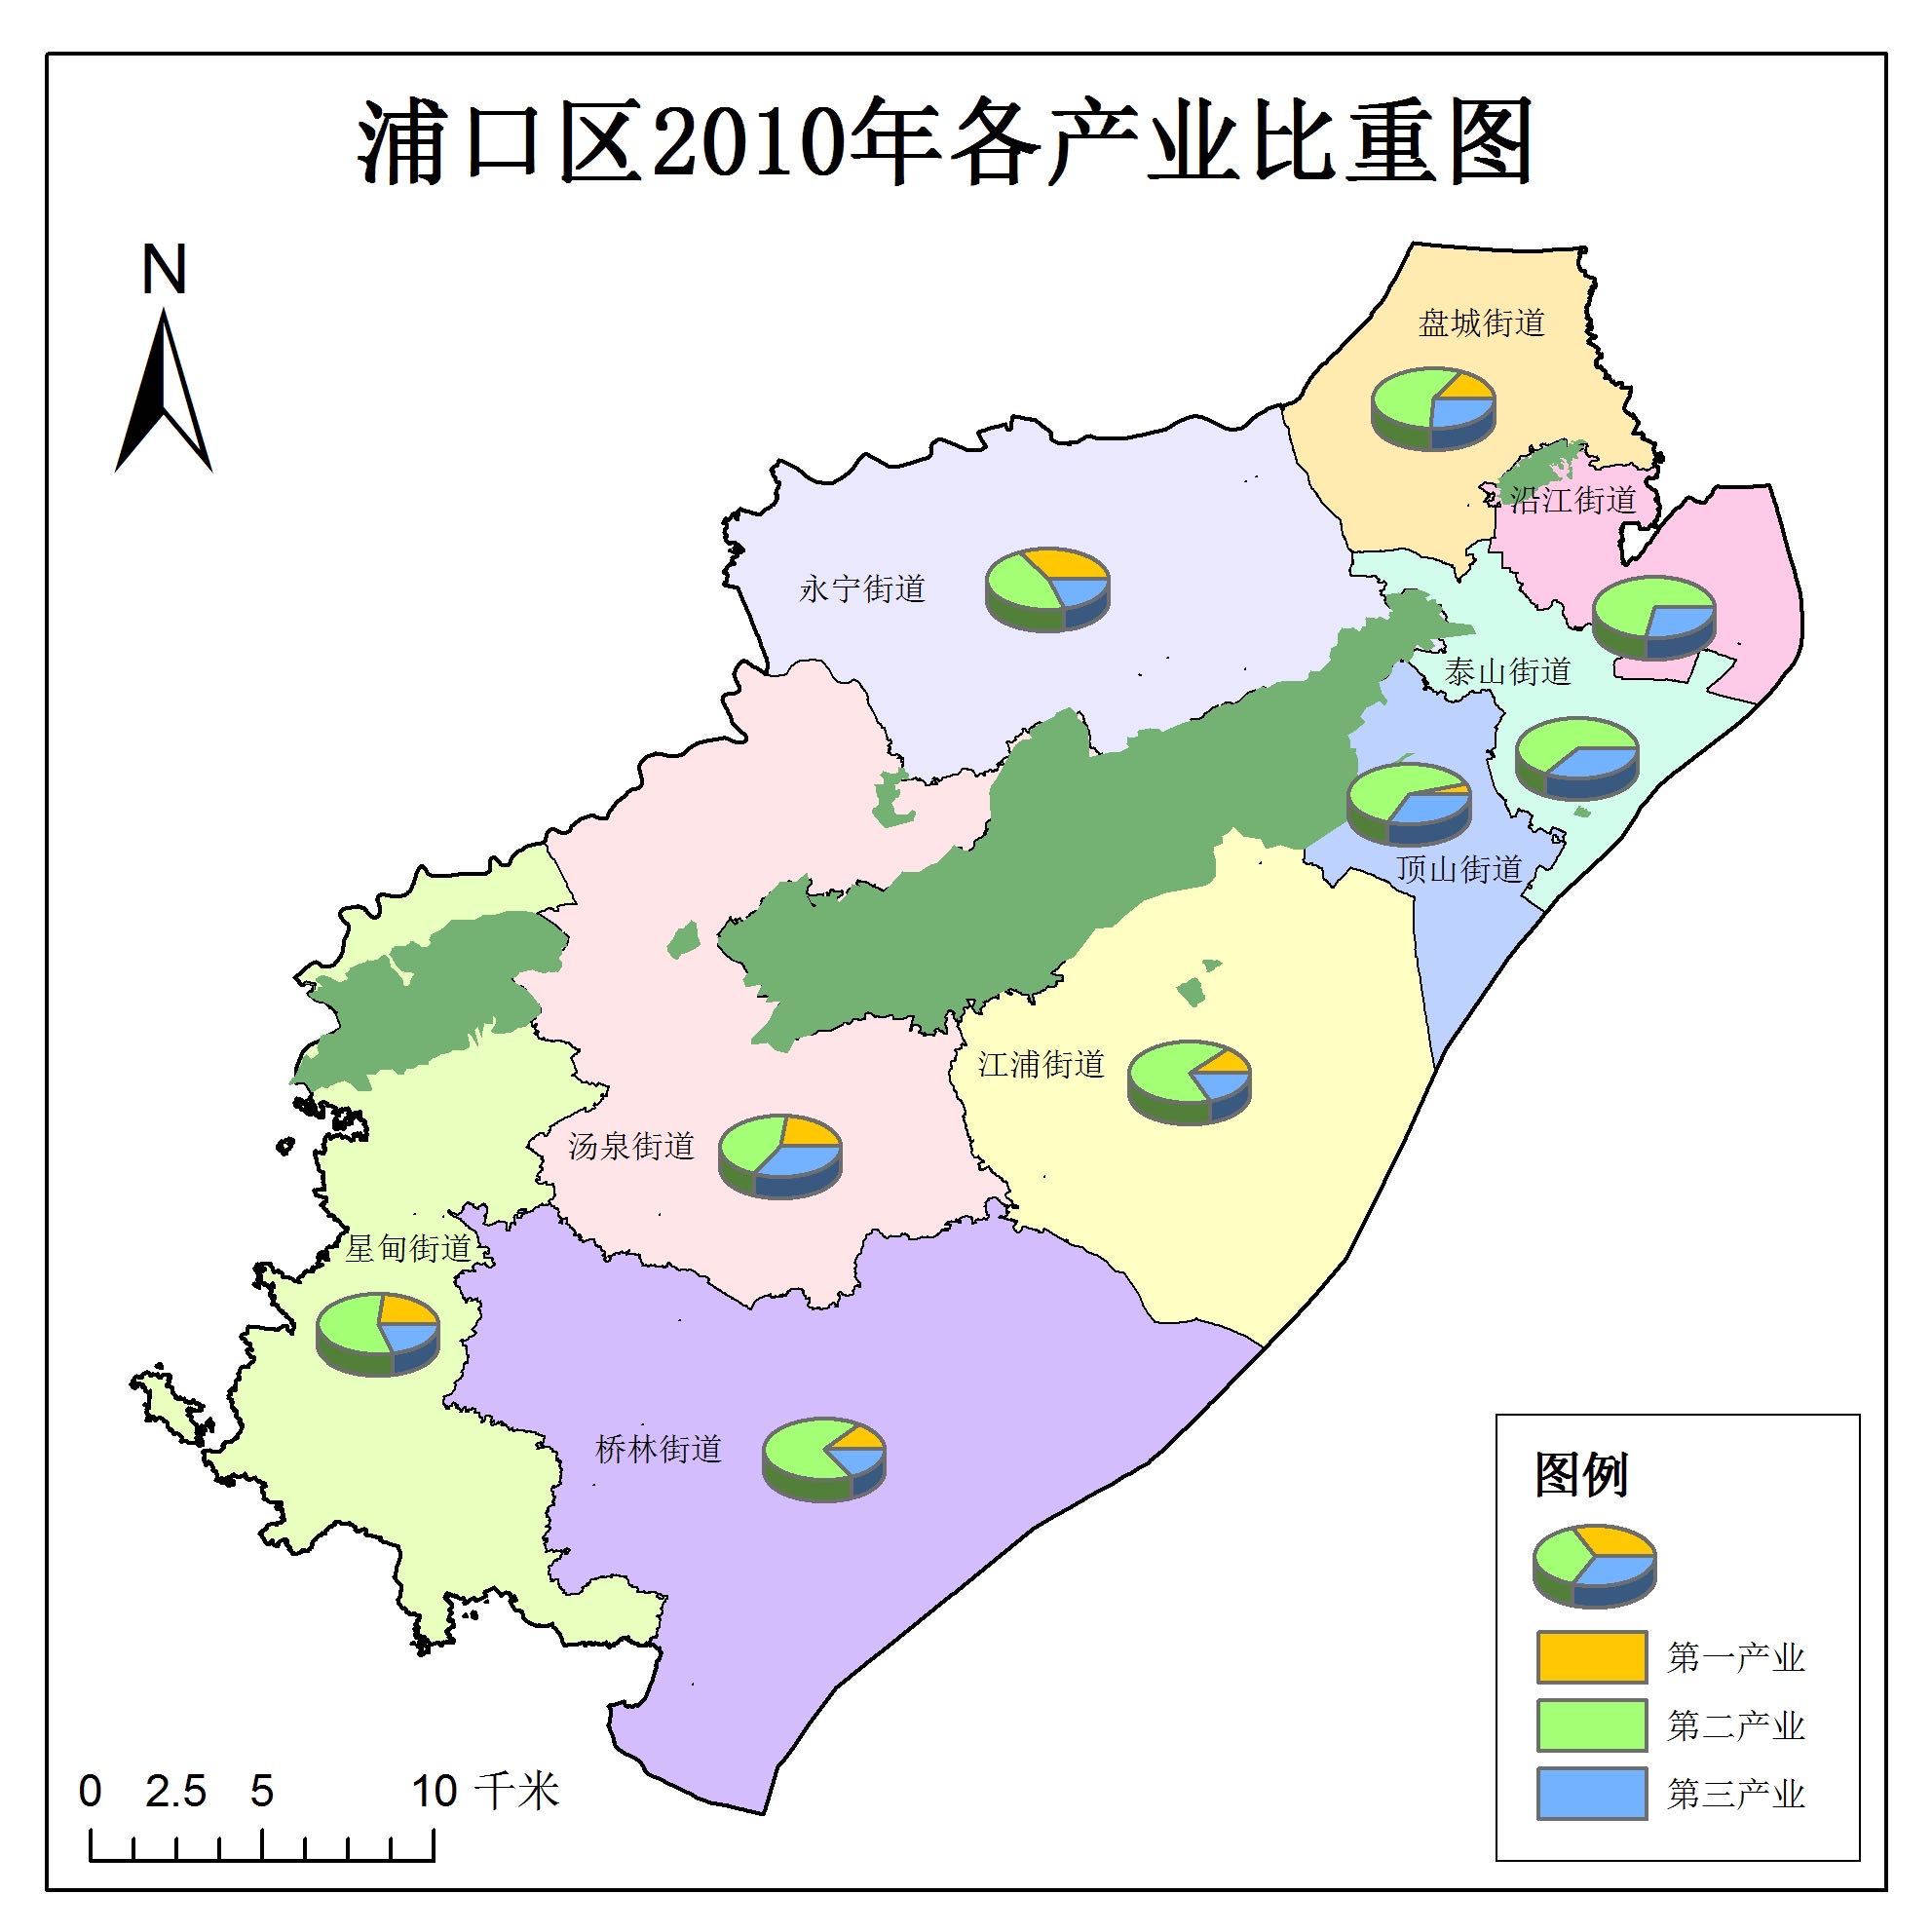 浦口区2010年各产业比重图
N
盘城街道
沿江街道
永宁街道
泰山街道
顶山街道
江浦街道
汤泉街道
星甸街道
桥林街道
图例
第一产业
第二产业
第三产业
0 2.5 5 10 千米